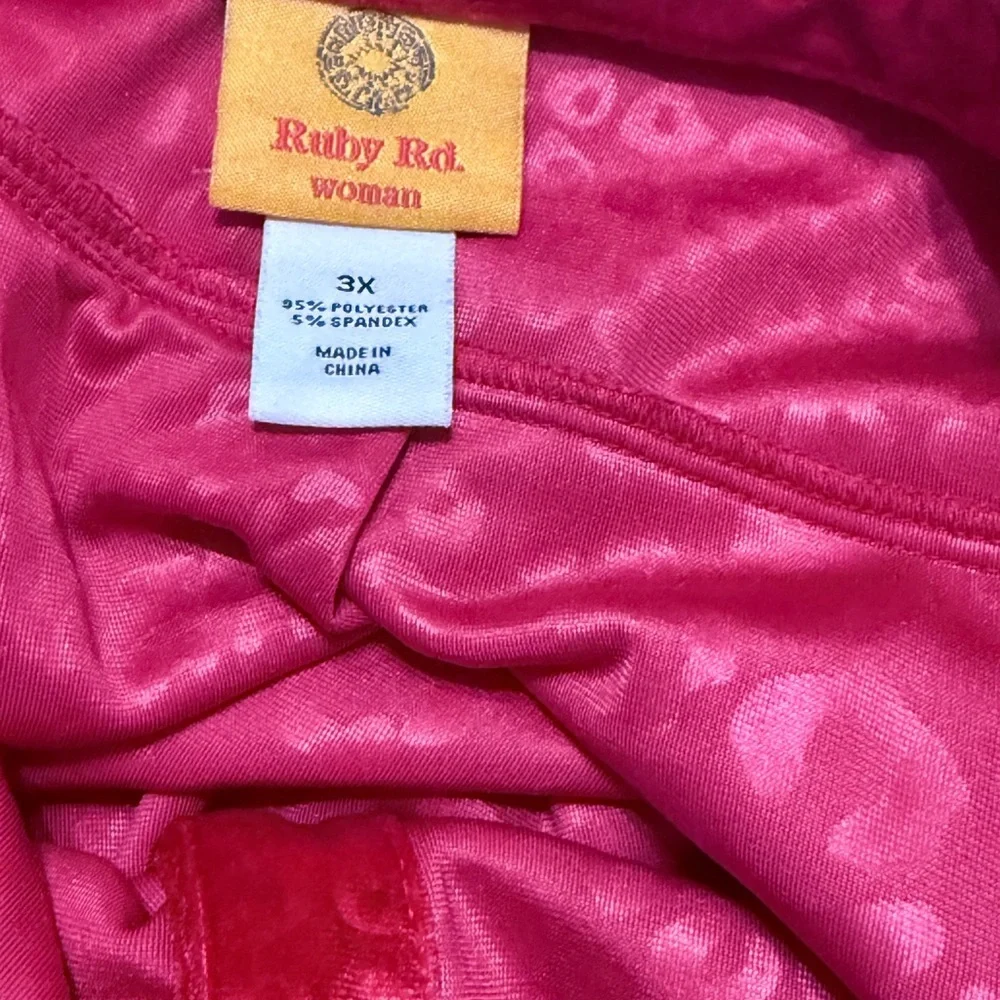 Ruby Rd.
woman
3X
95% POLYESTER
5% SPANDEX
MADE IN
CHINA